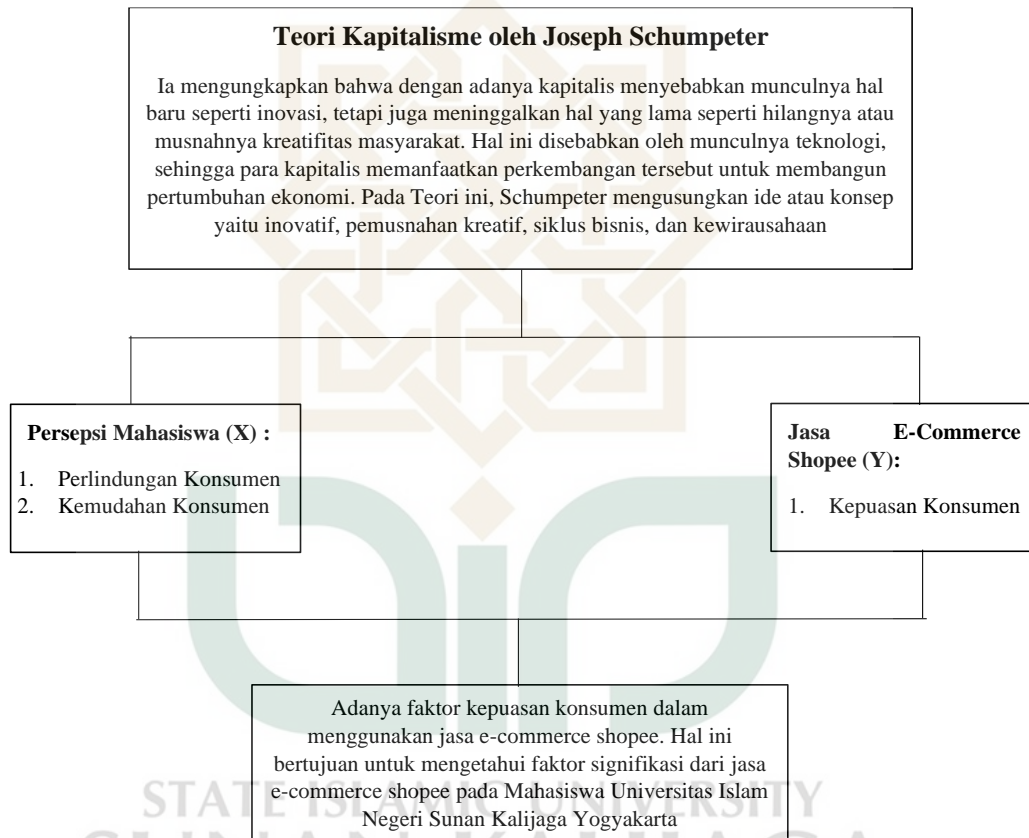 Teori Kapitalisme oleh Joseph Schumpeter
Ia mengungkapkan bahwa dengan adanya kapitalis menyebabkan munculnya hal
baru seperti inovasi, tetapi juga meninggalkan hal yang lama seperti hilangnya atau
musnahnya kreatifitas masyarakat. Hal ini disebabkan oleh munculnya teknologi,
sehingga para kapitalis memanfaatkan perkembangan tersebut untuk membangun
pertumbuhan ekonomi. Pada Teori ini, Schumpeter mengusungkan ide atau konsep
yaitu inovatif, pemusnahan kreatif, siklus bisnis, dan kewirausahaan
Persepsi Mahasiswa (X) :
1. Perlindungan Konsumen
2. Kemudahan Konsumen
Jasa E-Commerce
Shopee (Y):
1. Kepuasan Konsumen
Adanya faktor kepuasan konsumen dalam
menggunakan jasa e-commerce shopee. Hal ini
bertujuan untuk mengetahui faktor signifikasi dari jasa
e-commerce shopee pada Mahasiswa Universitas Islam
Negeri Sunan Kalijaga Yogyakarta
STATE ISLAMIC UNIVERSITY